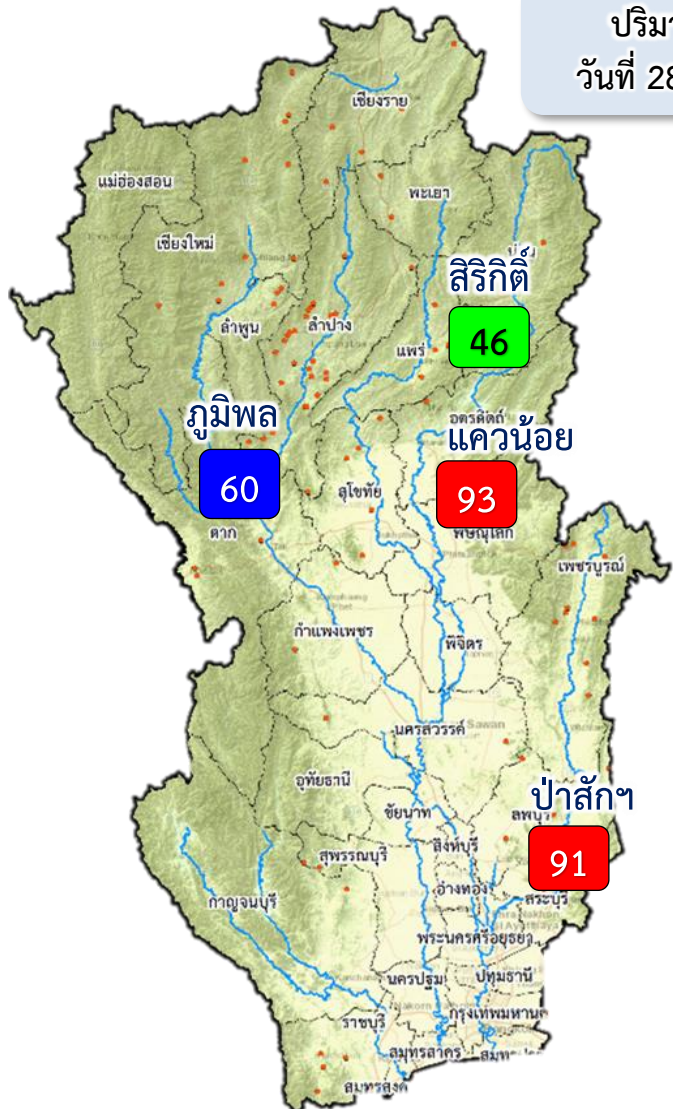 ปริมา
วันที่ 28
เชียงราย
แม่ฮ่องสอน
พะเยา
เชียงใหม่
สิริกิติ์
46
ลำพูน
ลำปาง
แพร่
ภูมิพล
60
อุตรดิตถ์
แควน้อย
93
สุโขทัย
ตาก
พิษณุโลก
เพชรบูรณ์
กำแพงเพชร
พิจิตร
นครสวรรค์
Sawan
อุทัยธานี
ป่าสักฯ
91
ชัยนาท
ลพบุรี
สิงห์บุรี
สุพรรณบุรี
อ่างทอง
สระบุรี
กาญจนบุรี
พระนครศรีอยุธยา
นครปฐม
ปทุมธานี
ราชบุรี
กรุงเทพมหานค
สมุทรสาคร
สมุทรสงค